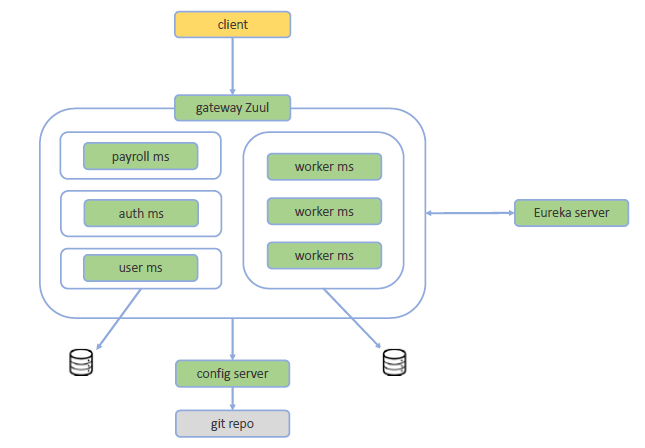 client
gateway Zuul
payroll ms
auth ms
user ms
worker ms
worker ms
worker ms
Eureka server
config server
git repo